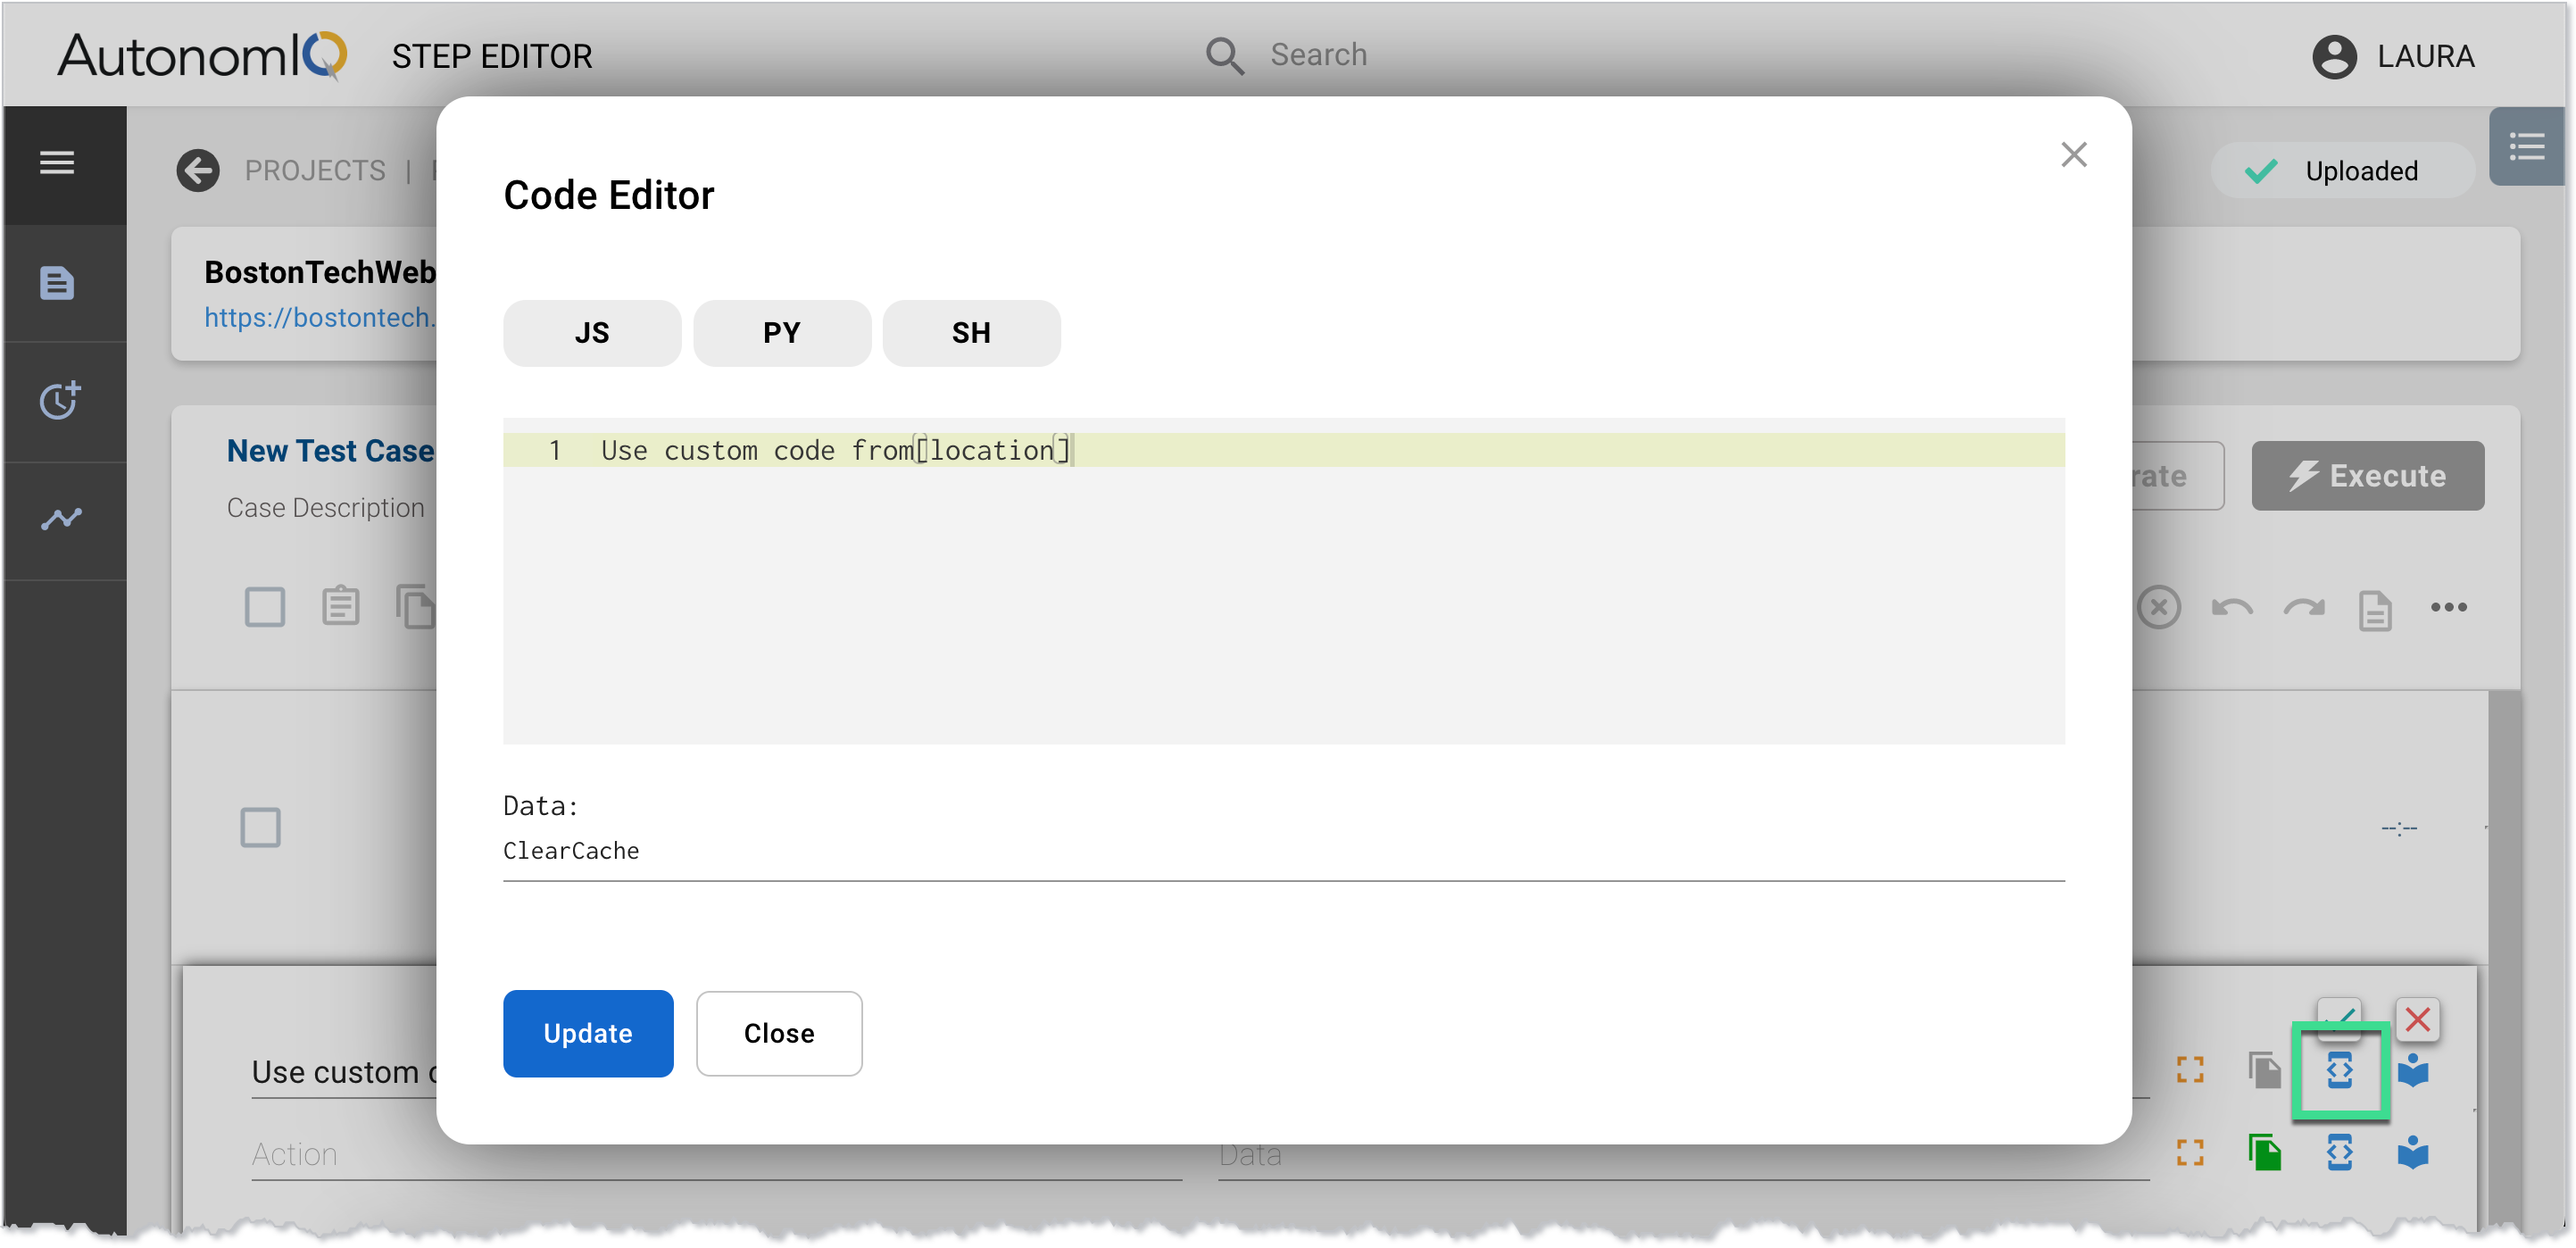 AutonomIQ STEP EDITOR Search LAURA
PROJECTS |
Uploaded
Code Editor
BostonTechWeb
https://bostontech.
JS PY SH
New Test Case
1 Use custom code from[location]
rate Execute
Case Description
Data:
ClearCache
--:--
Update Close
Use custom c
Action Data